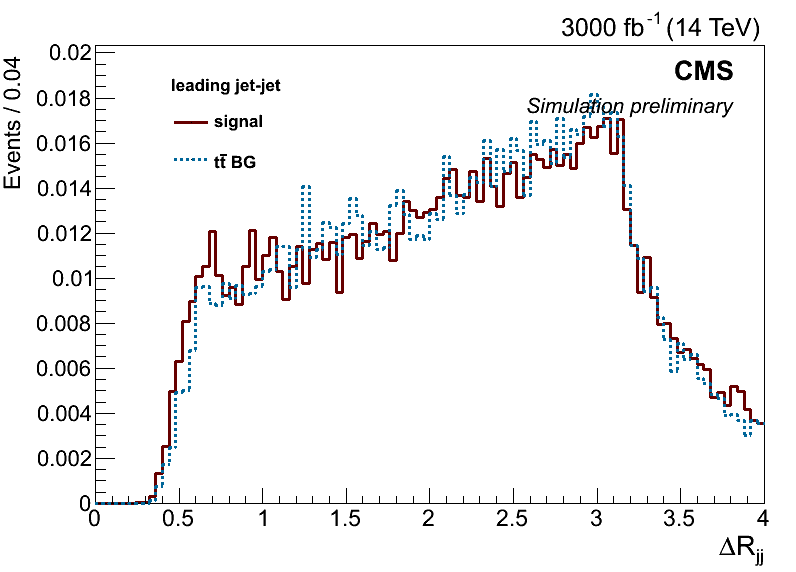 3000 fb⁻¹ (14 TeV)
CMS
Simulation preliminary
leading jet-jet
signal
tt̄ BG
Events / 0.04
0.02
0.018
0.016
0.014
0.012
0.01
0.008
0.006
0.004
0.002
0
0 0.5 1 1.5 2 2.5 3 3.5 4
ΔRjj